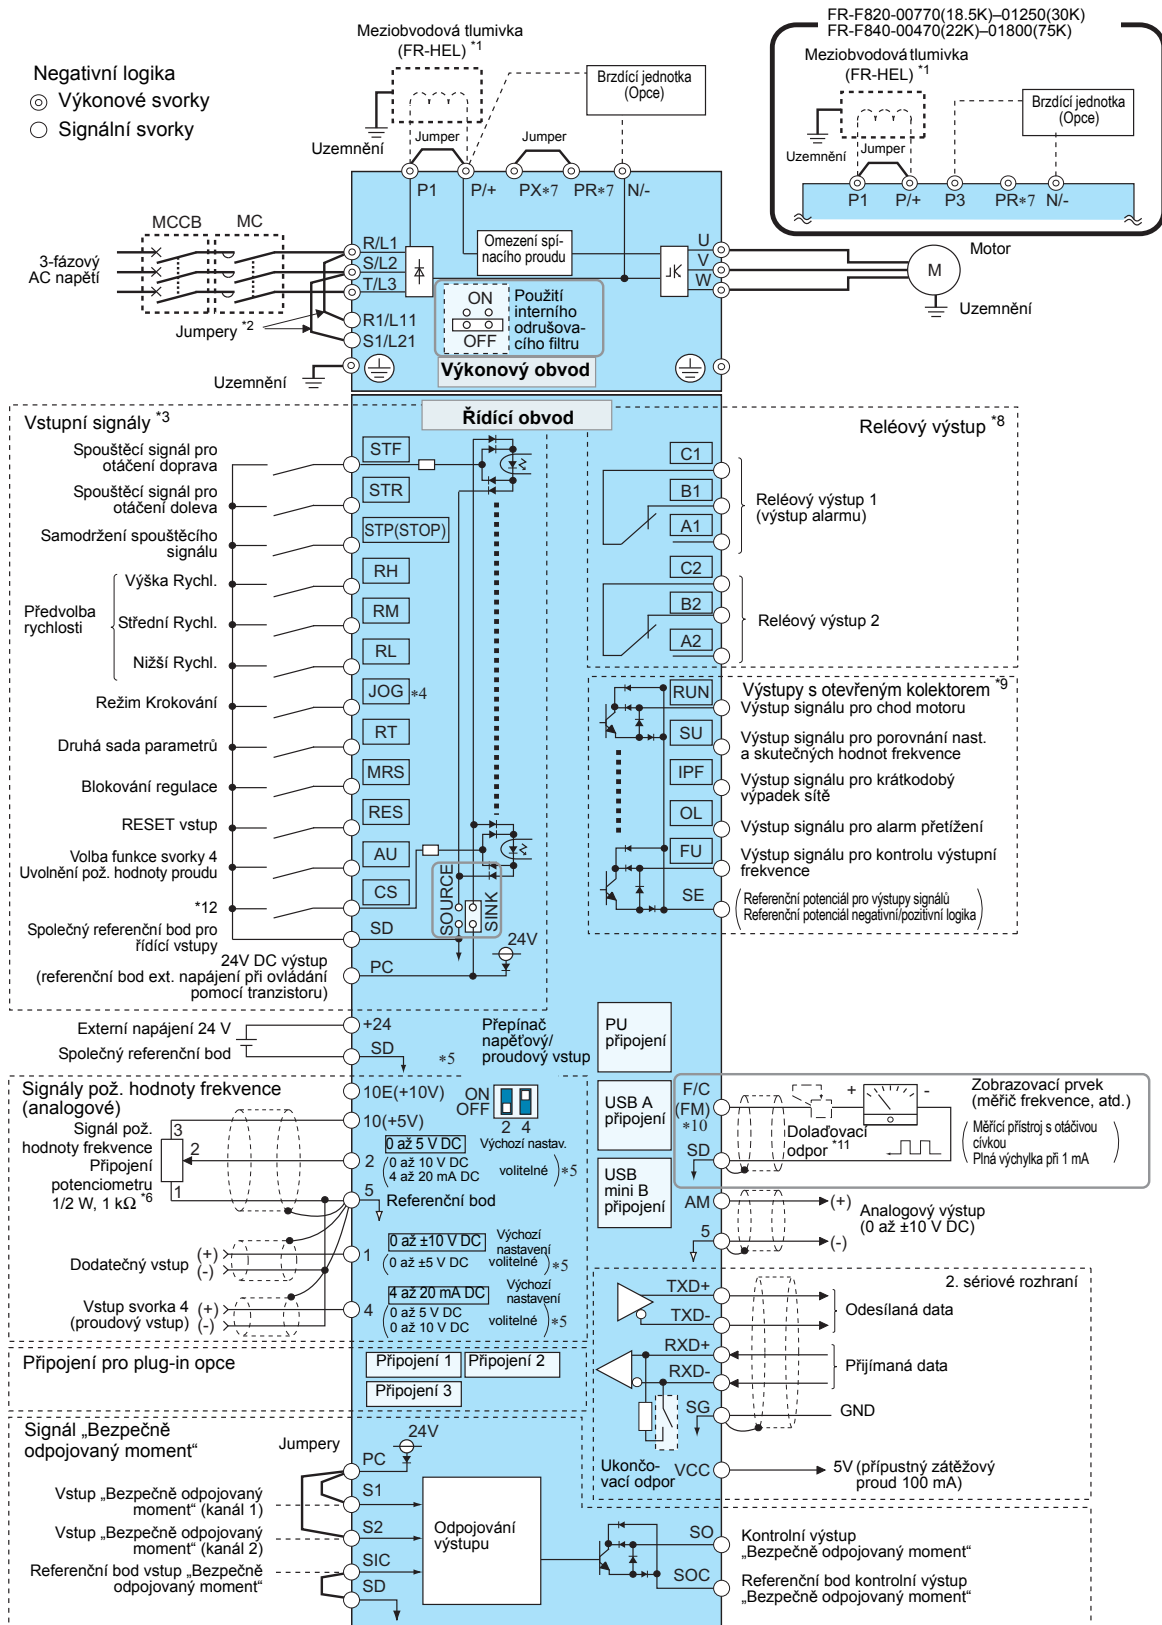 FR-F820-00770(18.5K)–01250(30K)
FR-F840-00470(22K)–01800(75K)
Meziobvodová tlumivka
(FR-HEL) *1
Brzdící jednotka
(Opce)
Uzemnění
Jumper
P1
P/+
P3
PR*7
N/-
Negativní logika
Výkonové svorky
Signální svorky
Meziobvodová tlumivka
(FR-HEL) *1
Brzdící jednotka
(Opce)
Uzemnění
Jumper
Jumper
P1
P/+
PX*7
PR*7
N/-
MCCB
MC
3-fázový
AC napětí
R/L1
S/L2
T/L3
R1/L11
S1/L21
Jumpery *2
Uzemnění
Omezení spí-
nacího proudu
ON
OFF
Použití
interního
odrušova-
cího filtru
U
V
W
Motor
M
Uzemnění
Výkonový obvod
Řídící obvod
Vstupní signály *3
Spouštěcí signál pro
otáčení doprava
STF
Spouštěcí signál pro
otáčení doleva
STR
Samodržení spouštěcího
signálu
STP(STOP)
Předvolba
rychlosti
Výška Rychl.
RH
Střední Rychl.
RM
Nižší Rychl.
RL
Režim Krokování
JOG *4
Druhá sada parametrů
RT
Blokování regulace
MRS
RESET vstup
RES
Volba funkce svorky 4
Uvolnění pož. hodnoty proudu
AU
*12
CS
Společný referenční bod pro
řídící vstupy
SD
24V DC výstup
(referenční bod ext. napájení při ovládání
pomocí tranzistoru)
PC
SOURCE
SINK
24V
Reléový výstup *8
C1
B1
A1
Reléový výstup 1
(výstup alarmu)
C2
B2
A2
Reléový výstup 2
Výstupy s otevřeným kolektorem *9
RUN
Výstup signálu pro chod motoru
SU
Výstup signálu pro porovnání nast.
a skutečných hodnot frekvence
IPF
Výstup signálu pro krátkodobý
výpadek sítě
OL
Výstup signálu pro alarm přetížení
FU
Výstup signálu pro kontrolu výstupní
frekvence
SE
Referenční potenciál pro výstupy signálů
Referenční potenciál negativní/pozitivní logika
Externí napájení 24 V
+24
Společný referenční bod
SD
*5
Přepínač
napěťový/
proudový vstup
PU
připojení
USB A
připojení
USB
mini B
připojení
Signály pož. hodnoty frekvence
(analogové)
Signál pož.
hodnoty frekvence
Připojení
potenciometru
1/2 W, 1 kΩ *6
3
2
1
10E(+10V)
10(+5V)
ON
OFF
2 4
2
0 až 5 V DC
Výchozí nastav.
(0 až 10 V DC
4 až 20 mA DC
volitelné )*5
5
Referenční bod
Dodatečný vstup
(+)
(-)
1
0 až ±10 V DC
Výchozí
nastavení
(0 až ±5 V DC
volitelné )*5
Vstup svorka 4
(proudový vstup)
(+)
(-)
4
4 až 20 mA DC
Výchozí
nastavení
(0 až 5 V DC
0 až 10 V DC
volitelné )*5
F/C
(FM)
*10
SD
Dolaďovací
odpor *11
+
-
Zobrazovací prvek
(měřič frekvence, atd.)
(Měřící přístroj s otáčivou
cívkou
Plná výchylka při 1 mA)
AM
5
(+)
(-)
Analogový výstup
(0 až ±10 V DC)
Připojení pro plug-in opce
Připojení 1
Připojení 2
Připojení 3
2. sériové rozhraní
TXD+
TXD-
Odesílaná data
RXD+
RXD-
Přijímaná data
SG
GND
Ukončo-
vací odpor
VCC
5V (přípustný zátěžový
proud 100 mA)
Signál „Bezpečně
odpojovaný moment“
Jumpery
24V
PC
Vstup „Bezpečně odpojovaný
moment“ (kanál 1)
S1
Vstup „Bezpečně odpojovaný
moment“ (kanál 2)
S2
Referenční bod vstup „Bezpečně
odpojovaný moment“
SIC
SD
Odpojování
výstupu
SO
Kontrolní výstup
„Bezpečně odpojovaný moment“
SOC
Referenční bod kontrolní výstup
„Bezpečně odpojovaný moment“